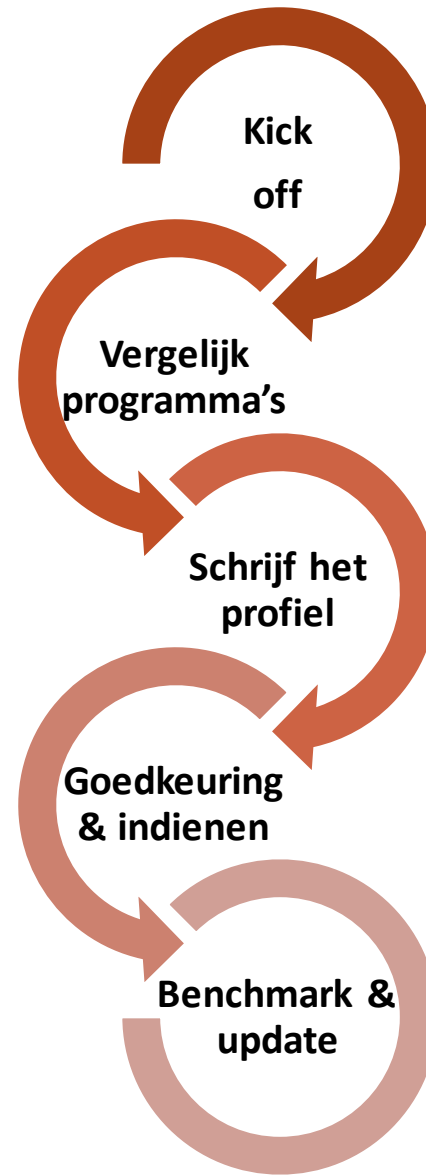 Kick
off
Vergelijk
programma's
Schrijf het
profiel
Goedkeuring
& indienen
Benchmark &
update